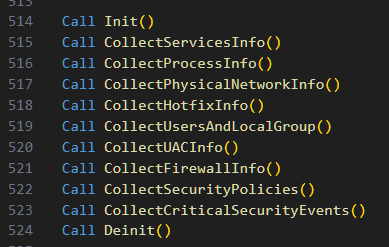 514 Call Init()
515 Call CollectServicesInfo()
516 Call CollectProcessInfo()
517 Call CollectPhysicalNetworkInfo()
518 Call CollectHotfixInfo()
519 Call CollectUsersAndLocalGroup()
520 Call CollectUACInfo()
521 Call CollectFirewallInfo()
522 Call CollectSecurityPolicies()
523 Call CollectCriticalSecurityEvents()
524 Call Deinit()